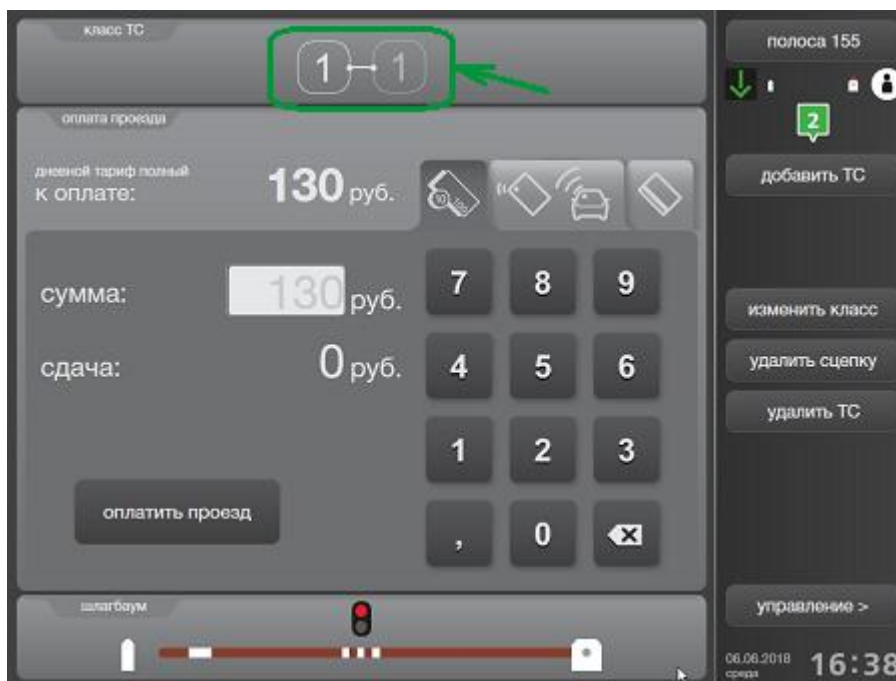 класс ТС
1 1
полоса 155
2
оплата проезда
дневной тариф полный
к оплате: 130 руб.
добавить ТС
сумма: 130 руб.
7 8 9
изменить класс
сдача: 0 руб.
4 5 6
удалить сцепку
удалить ТС
1 2 3
оплатить проезд
, 0
шлагбаум
управление >
06.06.2018
среда
16:38